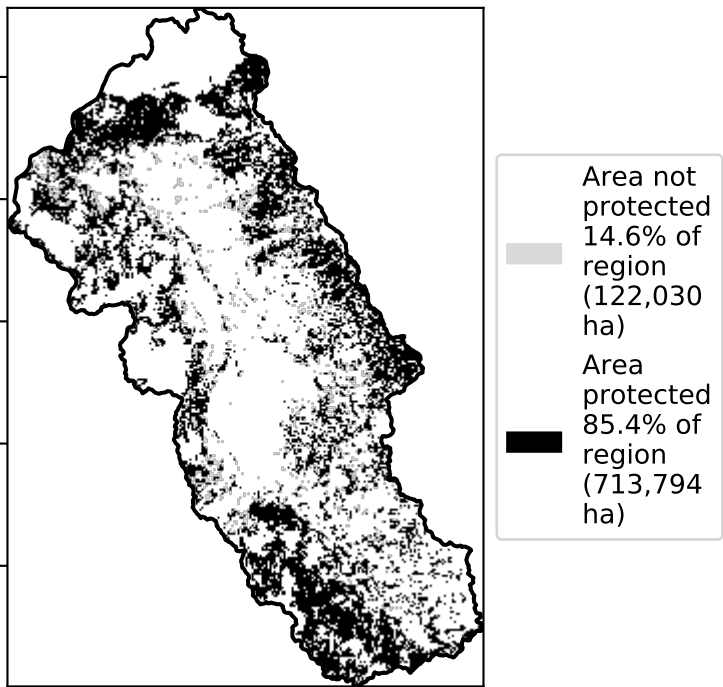 Area not
protected
14.6% of
region
(122,030
ha)
Area
protected
85.4% of
region
(713,794
ha)